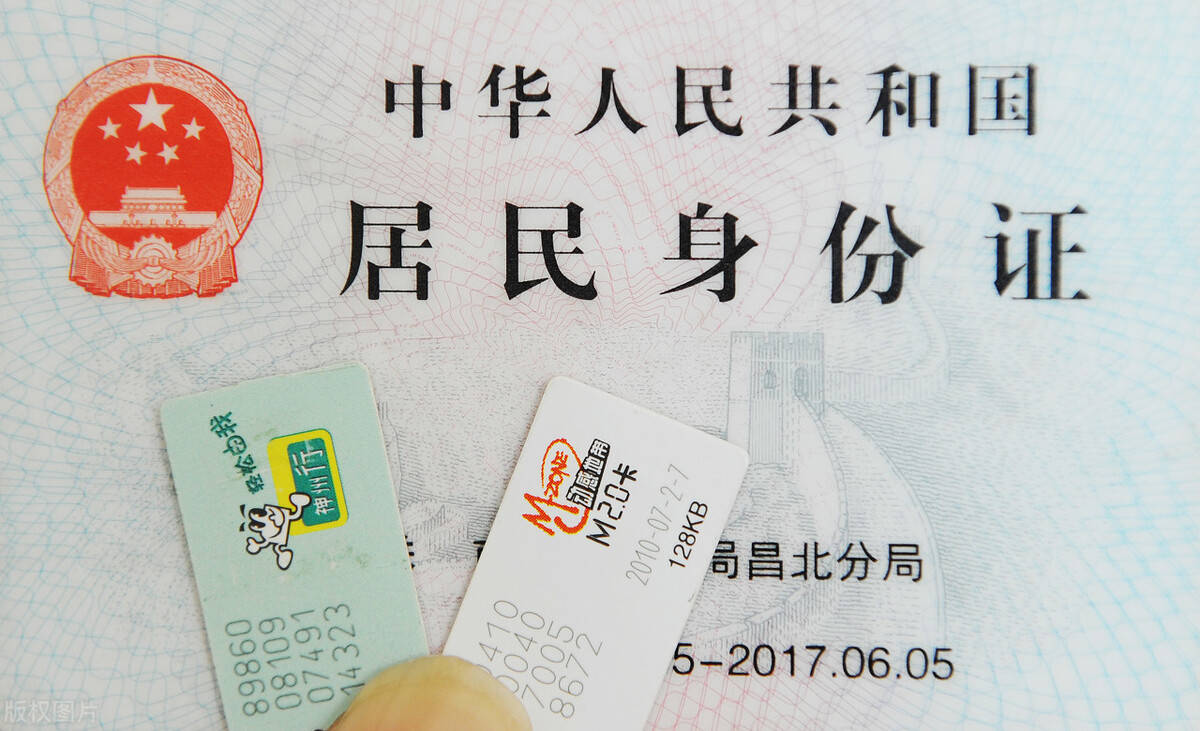 中华人民共和国
居民身份证
局昌北分局
5-2017.06.05
轻松由我
神州行
89860
08109
07491
14323
M-ZONE
动感地带
M2.0卡
2010-07-2-7
128KB
0410
0040
7005
8672
版权图片